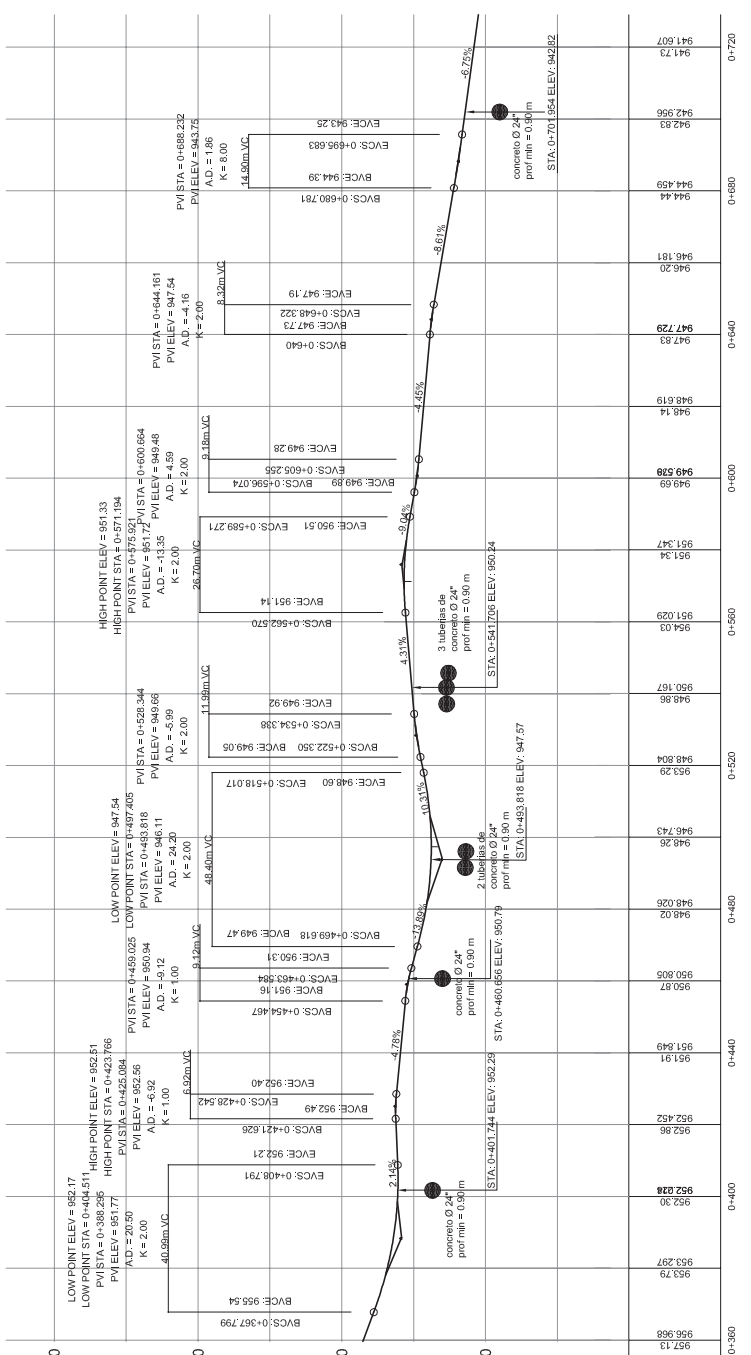 LOW POINT ELEV = 952.17
LOW POINT STA = 0+404.511
PVI STA = 0+388.295
PVI ELEV = 951.77
A.D. = 20.50
K = 2.00
40.99m VC
BVCS: 0+367.799
BVCE: 955.54
EVCS: 0+408.791
EVCE: 952.21
HIGH POINT ELEV = 952.51
HIGH POINT STA = 0+423.766
PVI STA = 0+425.084
PVI ELEV = 952.56
A.D. = -6.92
K = 1.00
6.92m VC
BVCS: 0+421.626
BVCE: 952.49
EVCS: 0+428.542
EVCE: 952.40
PVI STA = 0+459.025
PVI ELEV = 950.94
A.D. = -9.12
K = 1.00
9.12m VC
BVCS: 0+454.467
BVCE: 951.16
EVCS: 0+463.584
EVCE: 950.31
LOW POINT ELEV = 947.54
LOW POINT STA = 0+497.405
PVI STA = 0+493.818
PVI ELEV = 946.11
A.D. = 24.20
K = 2.00
48.40m VC
BVCS: 0+469.618
BVCE: 949.47
EVCS: 0+518.017
EVCE: 948.60
PVI STA = 0+528.344
PVI ELEV = 949.66
A.D. = -5.99
K = 2.00
11.99m VC
BVCS: 0+522.350
BVCE: 949.05
EVCS: 0+534.338
EVCE: 949.92
HIGH POINT ELEV = 951.33
HIGH POINT STA = 0+571.194
PVI STA = 0+575.921
PVI ELEV = 951.72
A.D. = -13.35
K = 2.00
26.70m VC
BVCS: 0+562.570
BVCE: 951.14
EVCS: 0+589.271
EVCE: 950.51
PVI STA = 0+600.664
PVI ELEV = 949.48
A.D. = 4.59
K = 2.00
9.18m VC
BVCS: 0+596.074
BVCE: 949.89
EVCS: 0+605.255
EVCE: 949.28
PVI STA = 0+644.161
PVI ELEV = 947.54
A.D. = -4.16
K = 2.00
8.32m VC
BVCS: 0+640
BVCE: 947.73
EVCS: 0+648.322
EVCE: 947.19
PVI STA = 0+688.232
PVI ELEV = 943.75
A.D. = 1.86
K = 8.00
14.90m VC
BVCS: 0+680.781
BVCE: 944.39
EVCS: 0+695.683
EVCE: 943.25
2.14%
-4.78%
-13.89%
10.31%
4.31%
-9.04%
-4.45%
-8.61%
-6.75%
concreto Ø 24"
prof min = 0.90 m
STA: 0+401.744 ELEV: 952.29
concreto Ø 24"
prof min = 0.90 m
STA: 0+460.656 ELEV: 950.79
2 tuberias de
concreto Ø 24"
prof min = 0.90 m
STA: 0+493.818 ELEV: 947.57
3 tuberias de
concreto Ø 24"
prof min = 0.90 m
STA: 0+541.706 ELEV: 950.24
concreto Ø 24"
prof min = 0.90 m
STA: 0+701.954 ELEV: 942.82
956.968
957.13
953.297
953.79
952.30
952.452
952.86
951.849
951.91
950.805
950.87
948.026
948.02
946.743
948.26
948.804
953.29
950.167
948.86
951.029
954.03
951.347
951.34
949.69
948.619
948.14
947.729
947.83
946.181
946.20
944.459
944.44
942.956
942.83
941.607
941.73
0+360
0+400
0+440
0+480
0+520
0+560
0+600
0+640
0+680
0+720